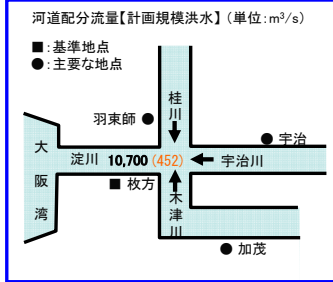 河道配分流量【計画規模洪水】(単位:m³/s)
■:基準地点
●:主要な地点
桂川
羽束師●
●宇治
大阪湾
淀川 10,700 (452)
宇治川
■枚方
木津川
●加茂